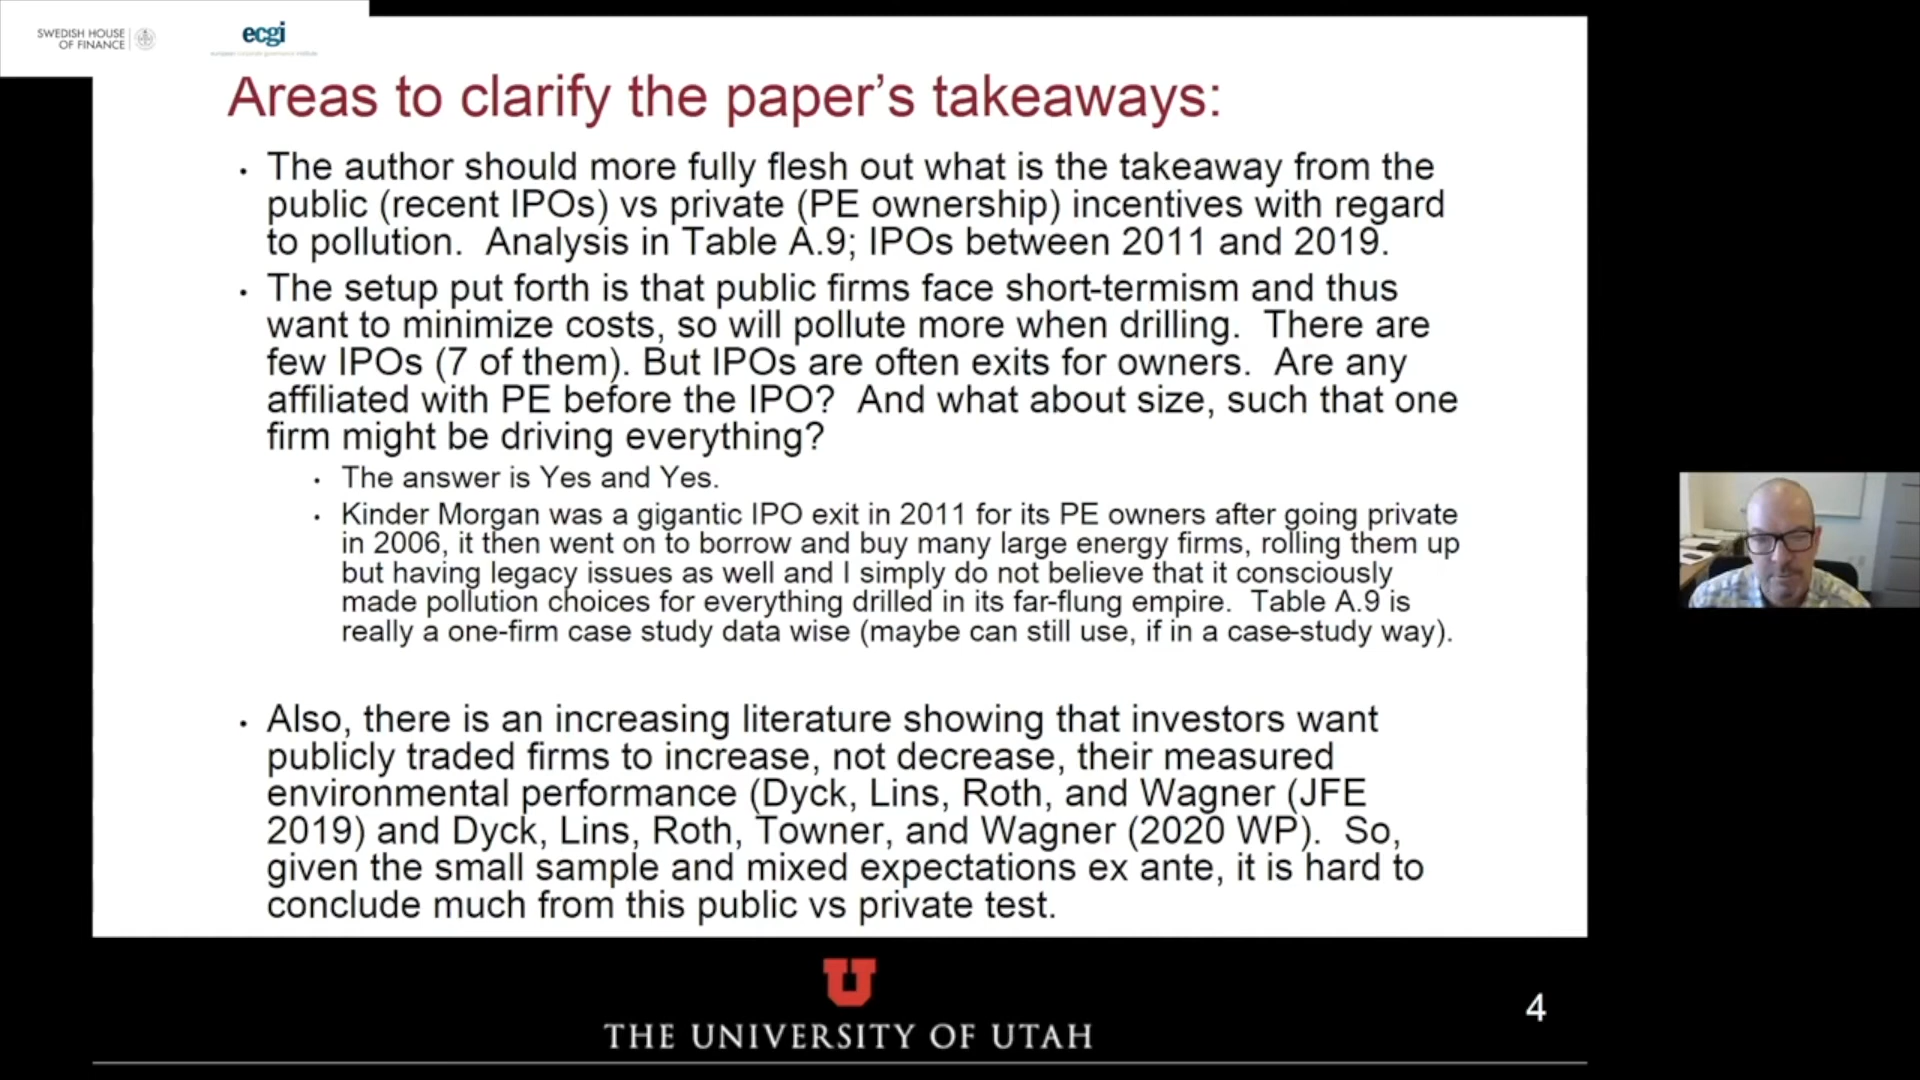 SWEDISH HOUSE
OF FINANCE
ecgi
european corporate governance institute
Areas to clarify the paper’s takeaways:
• The author should more fully flesh out what is the takeaway from the
public (recent IPOs) vs private (PE ownership) incentives with regard
to pollution.  Analysis in Table A.9; IPOs between 2011 and 2019.
• The setup put forth is that public firms face short-termism and thus
want to minimize costs, so will pollute more when drilling.  There are
few IPOs (7 of them). But IPOs are often exits for owners.  Are any
affiliated with PE before the IPO?  And what about size, such that one
firm might be driving everything?
• The answer is Yes and Yes.
• Kinder Morgan was a gigantic IPO exit in 2011 for its PE owners after going private
in 2006, it then went on to borrow and buy many large energy firms, rolling them up
but having legacy issues as well and I simply do not believe that it consciously
made pollution choices for everything drilled in its far-flung empire.  Table A.9 is
really a one-firm case study data wise (maybe can still use, if in a case-study way).
• Also, there is an increasing literature showing that investors want
publicly traded firms to increase, not decrease, their measured
environmental performance (Dyck, Lins, Roth, and Wagner (JFE
2019) and Dyck, Lins, Roth, Towner, and Wagner (2020 WP).  So,
given the small sample and mixed expectations ex ante, it is hard to
conclude much from this public vs private test.
U
THE UNIVERSITY OF UTAH
4